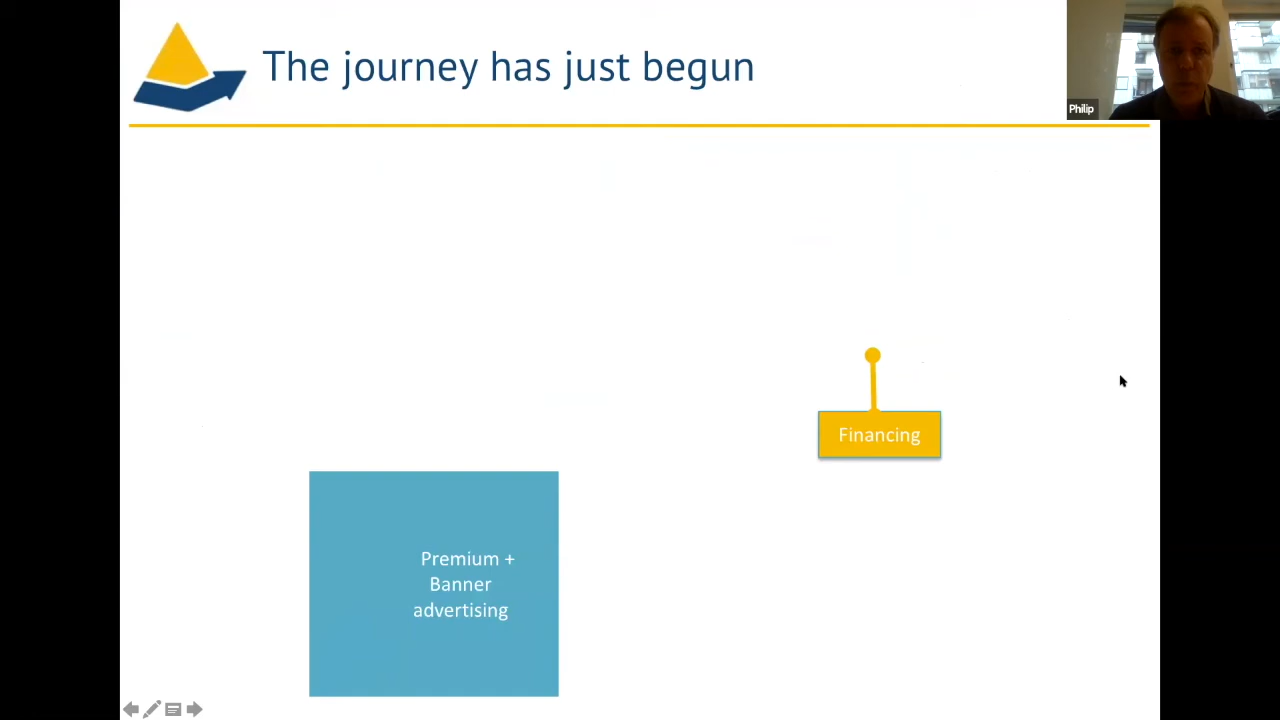 The journey has just begun
Philip
Financing
Premium +
Banner
advertising